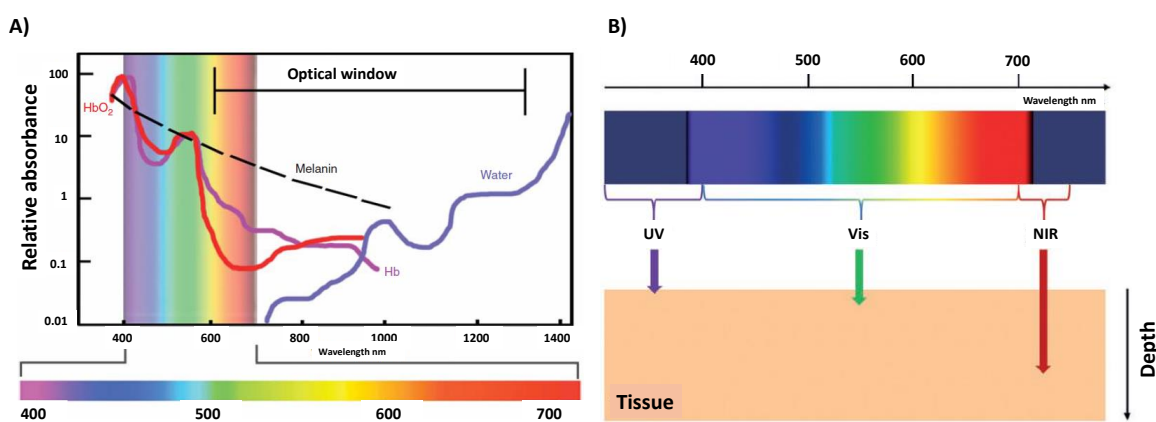 A)
Relative absorbance
100
10
1
0.1
0.01
HbO2
Optical window
Melanin
Water
Hb
400 600 800 1000 1200 1400
Wavelength nm
400 500 600 700
B)
400 500 600 700
Wavelength nm
UV Vis NIR
Tissue
Depth